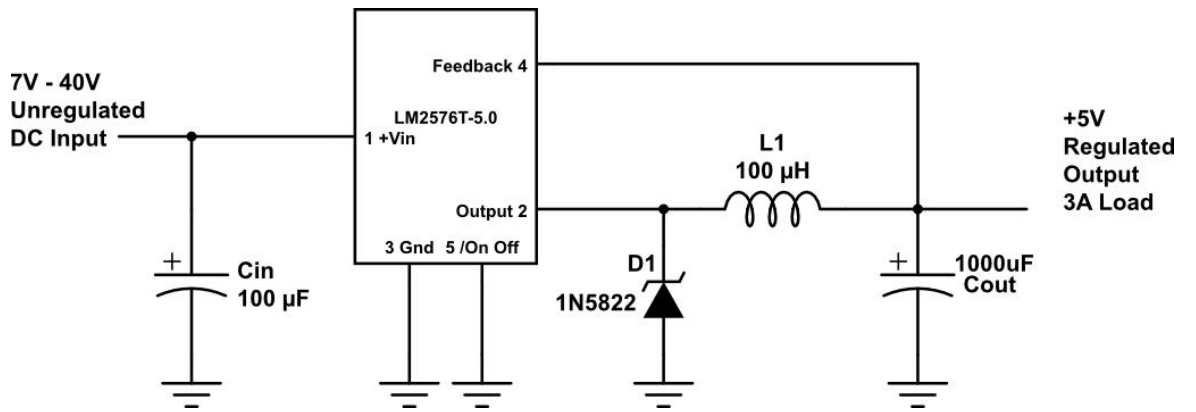 7V - 40V
Unregulated
DC Input
Feedback 4
LM2576T-5.0
1 +Vin
Output 2
3 Gnd
5 /On Off
Cin
100 µF
L1
100 µH
D1
1N5822
+5V
Regulated
Output
3A Load
1000uF
Cout